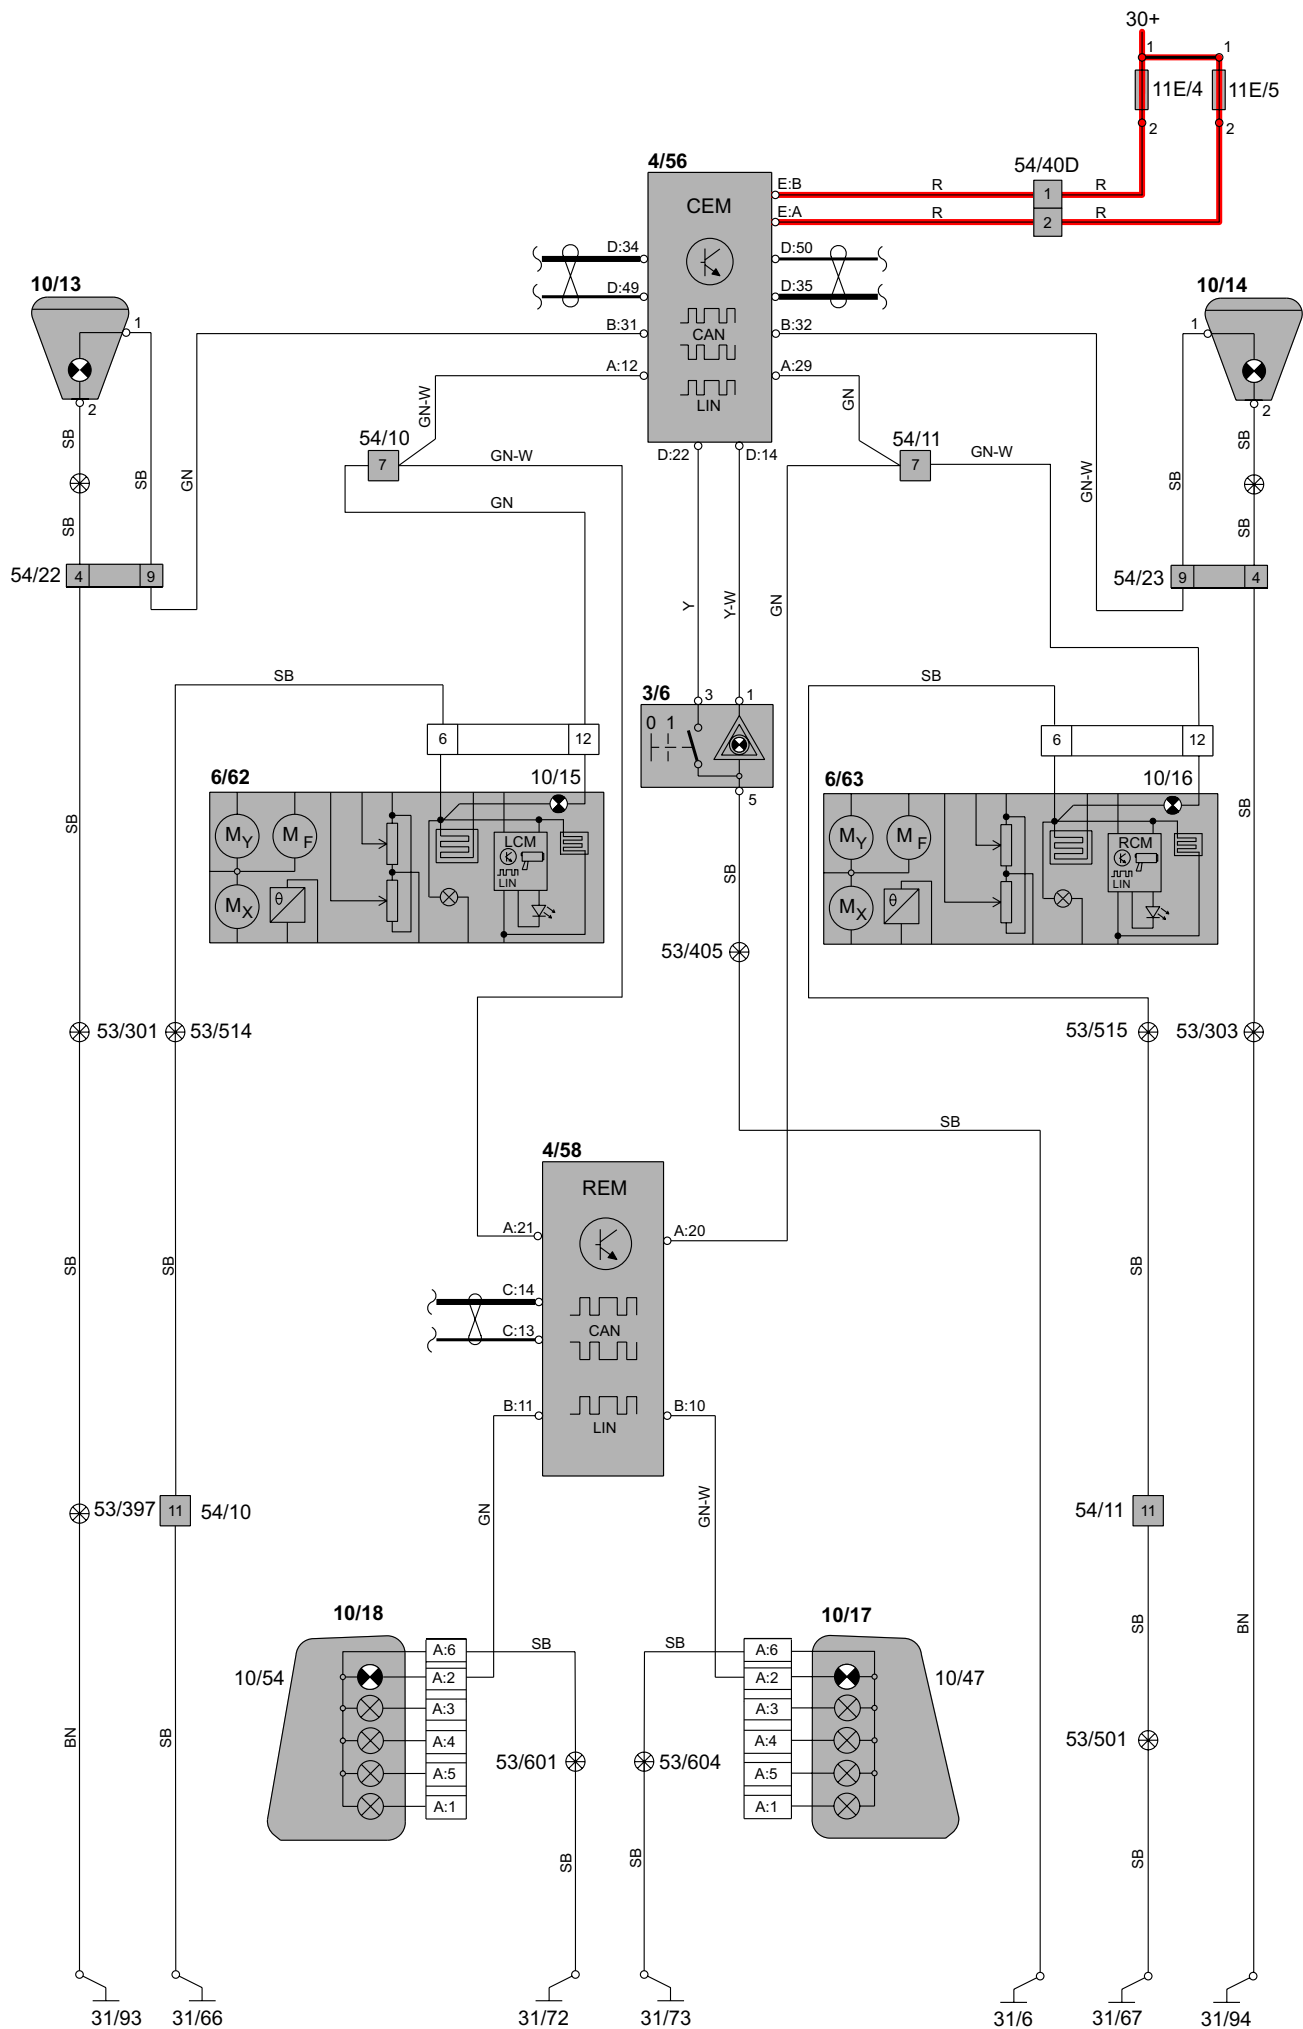 30+
1
1
11E/4
11E/5
2
2
4/56
54/40D
E:B
R
1
R
CEM
E:A
R
2
R
D:34
D:50
10/13
D:49
D:35
10/14
1
B:31
CAN
B:32
1
A:12
A:29
LIN
2
GN-W
GN
2
SB
54/10
54/11
SB
7
GN-W
D:22
D:14
7
GN-W
SB
GN
GN-W
SB
GN
SB
SB
54/22
4
9
54/23
9
4
Y
Y-W
GN
SB
SB
3/6
3
1
6
12
0 1
6
12
6/62
10/15
6/63
10/16
5
SB
SB
M Y
M F
LCM
LIN
M X
θ
M Y
M F
RCM
LIN
M X
θ
SB
53/405
53/301
53/514
53/515
53/303
SB
4/58
REM
A:21
A:20
SB
SB
SB
C:14
CAN
C:13
B:11
B:10
LIN
GN
GN-W
53/397
11
54/10
54/11
11
10/18
10/17
SB
BN
A:6
SB
SB
A:6
10/54
A:2
A:2
10/47
A:3
A:3
BN
SB
A:4
A:4
53/501
A:5
53/601
53/604
A:5
A:1
A:1
SB
SB
SB
31/93
31/66
31/72
31/73
31/6
31/67
31/94